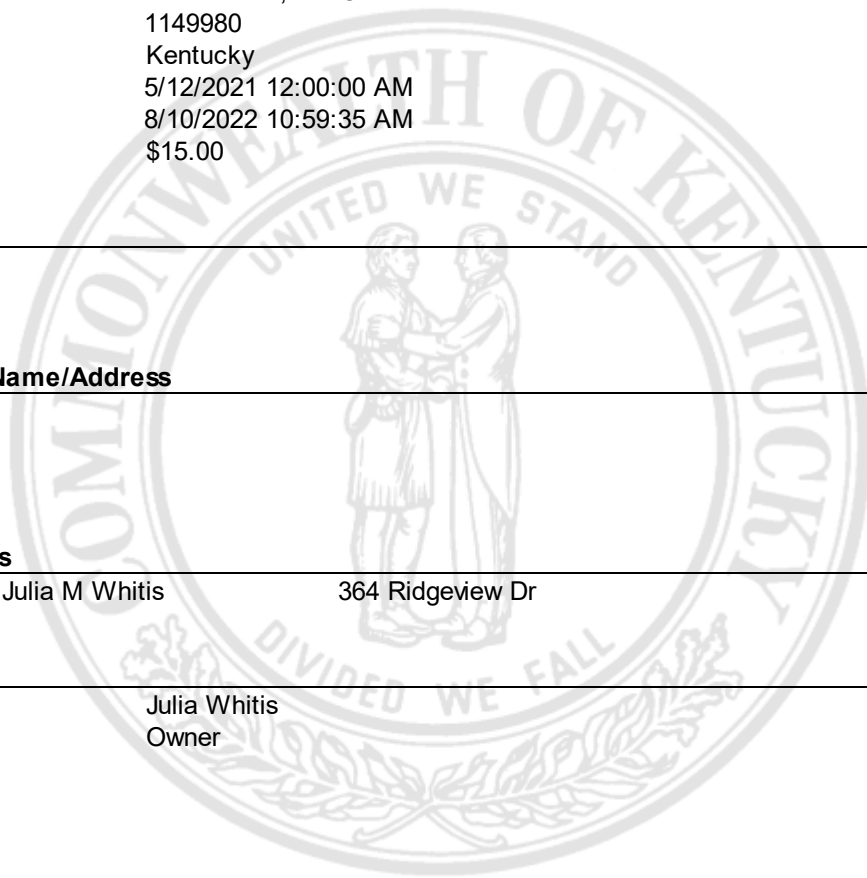 1149980
Kentucky
5/12/2021 12:00:00 AM
8/10/2022 10:59:35 AM
$15.00
COMMONWEALTH OF KENTUCKY
UNITED WE STAND
Name/Address
s
Julia M Whitis 364 Ridgeview Dr
DIVIDED WE FALL
Julia Whitis
Owner